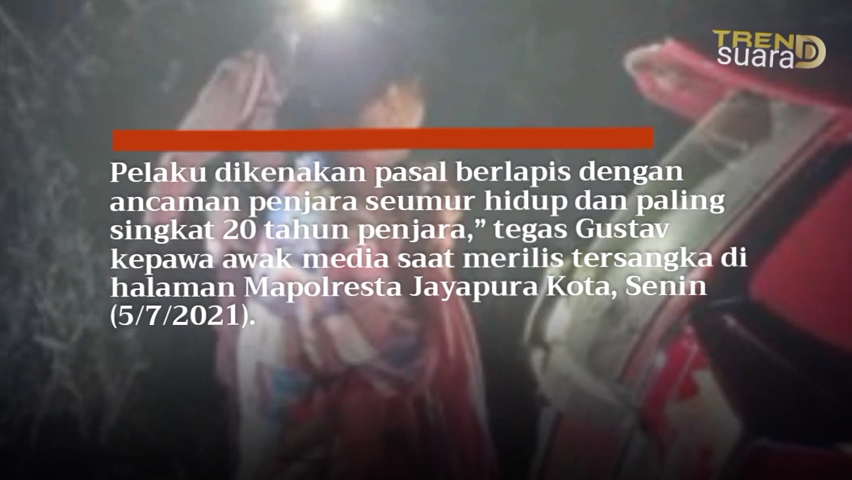 TREND
suara
Pelaku dikenakan pasal berlapis dengan
ancaman penjara seumur hidup dan paling
singkat 20 tahun penjara,” tegas Gustav
kepawa awak media saat merilis tersangka di
halaman Mapolresta Jayapura Kota, Senin
(5/7/2021).